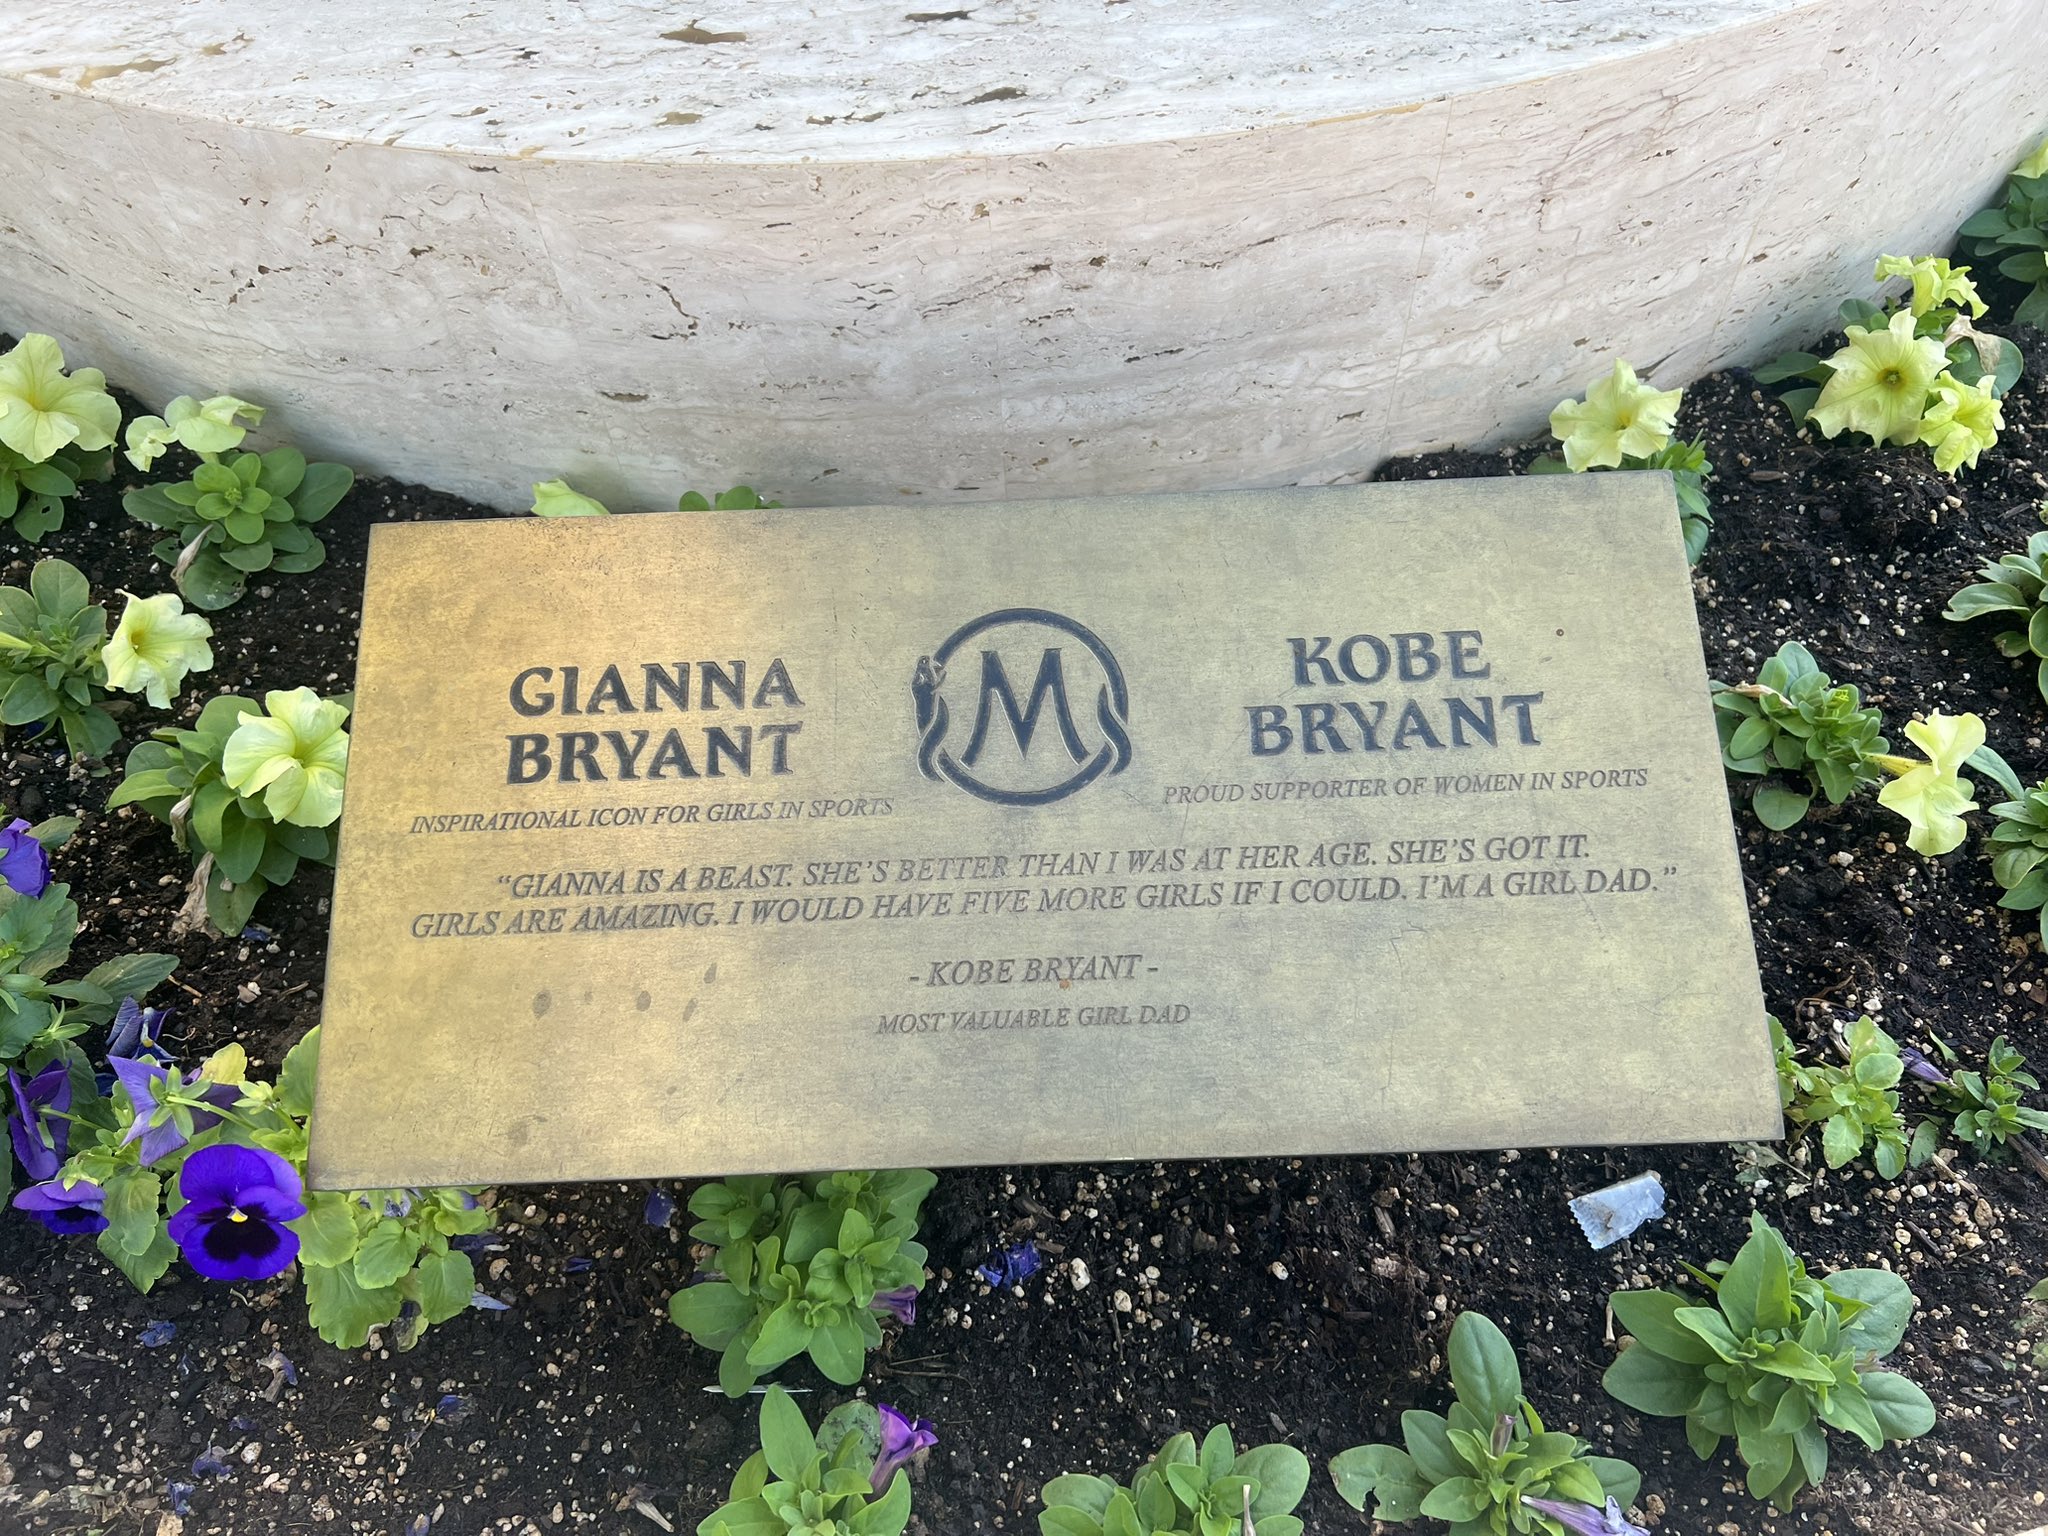 GIANNA
BRYANT
INSPIRATIONAL ICON FOR GIRLS IN SPORTS
M
KOBE
BRYANT
PROUD SUPPORTER OF WOMEN IN SPORTS
“GIANNA IS A BEAST. SHE’S BETTER THAN I WAS AT HER AGE. SHE’S GOT IT.
GIRLS ARE AMAZING. I WOULD HAVE FIVE MORE GIRLS IF I COULD. I’M A GIRL DAD.”
- KOBE BRYANT -
MOST VALUABLE GIRL DAD